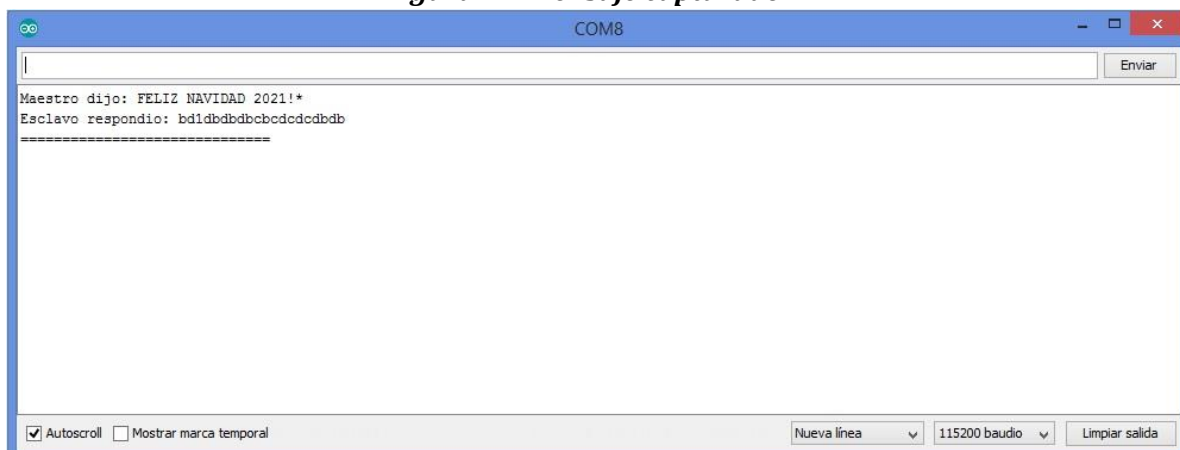 COM8
Enviar
Maestro dijo: FELIZ NAVIDAD 2021!*
Esclavo respondio: bd1dbdbdbcbcdcdcdbdb
==============================
Autoscroll Mostrar marca temporal Nueva línea 115200 baudio Limpiar salida